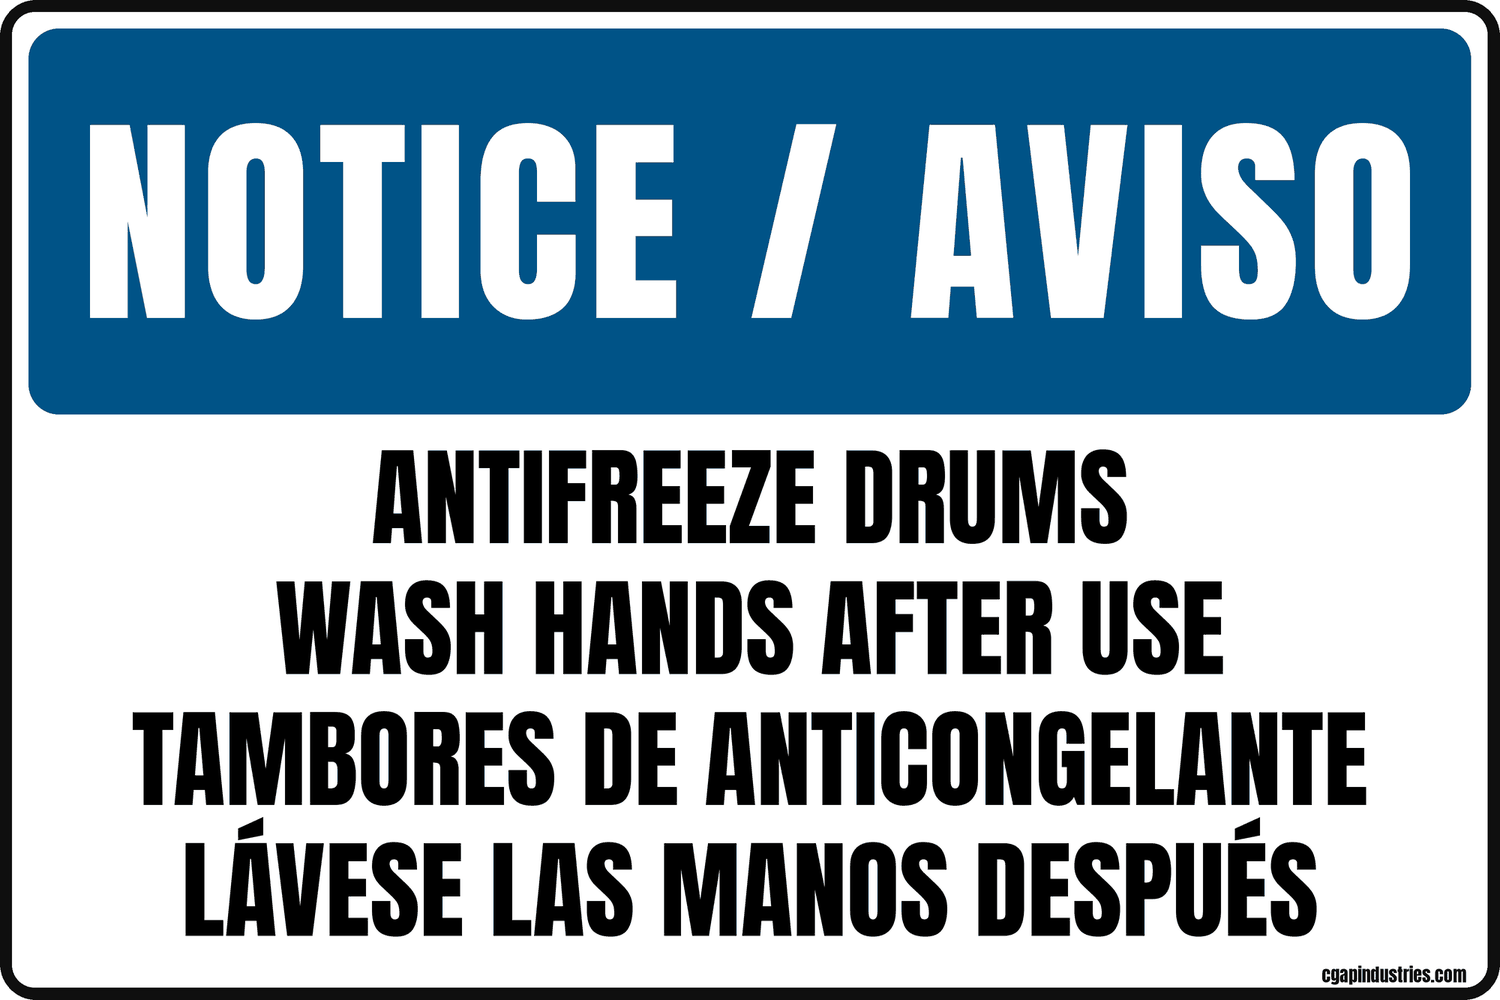 NOTICE / AVISO
ANTIFREEZE DRUMS
WASH HANDS AFTER USE
TAMBORES DE ANTICONGELANTE
LÁVESE LAS MANOS DESPUÉS
cgapindustries.com